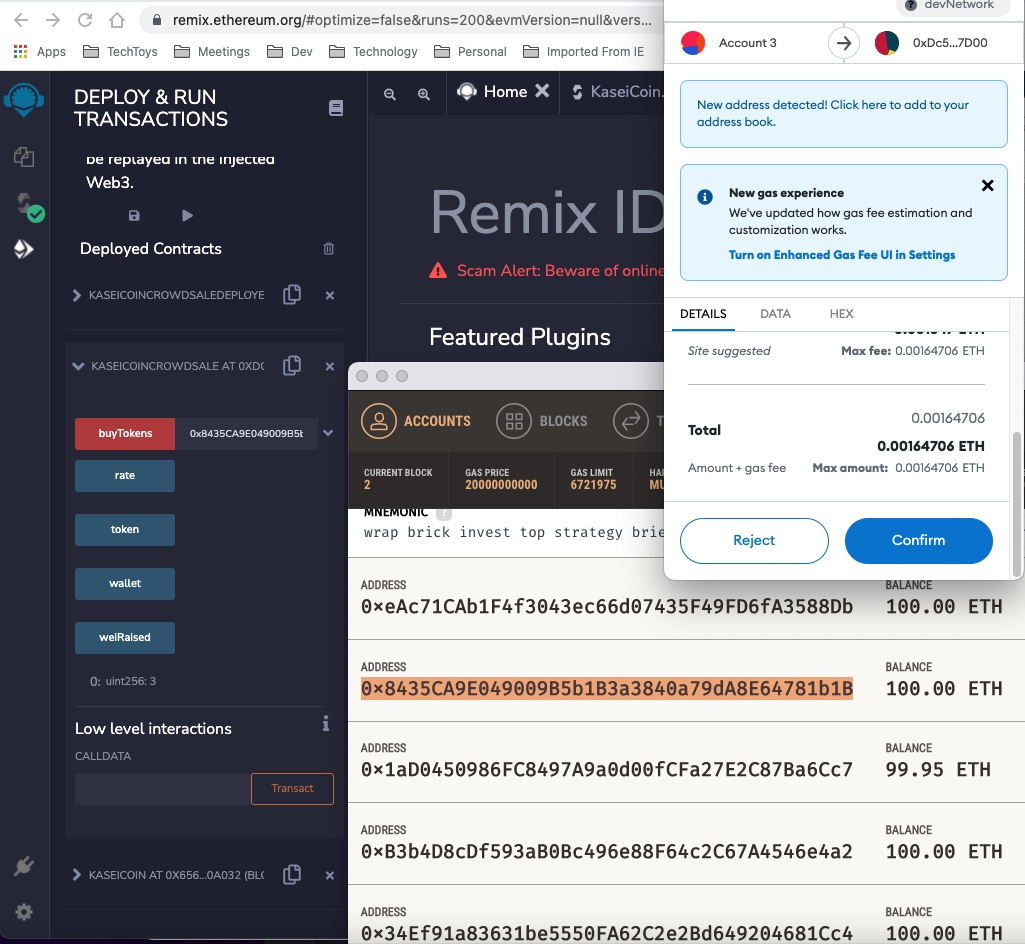 remix.ethereum.org/#optimize=false&runs=200&evmVersion=null&vers...
Apps
TechToys
Meetings
Dev
Technology
Personal
Imported From IE
DEPLOY & RUN
TRANSACTIONS
be replayed in the injected
Web3.
Deployed Contracts
KASEICOINCROWDSALEDEPLOYE
KASEICOINCROWDSALE AT 0XDC
buyTokens
0x8435CA9E049009B5b
rate
token
wallet
weiRaised
0: uint256: 3
Low level interactions
CALLDATA
Transact
KASEICOIN AT 0X656...0A032 (BLC
Home
KaseiCoin.
Remix ID
Scam Alert: Beware of online
Featured Plugins
ACCOUNTS
BLOCKS
T
CURRENT BLOCK
2
GAS PRICE
20000000000
GAS LIMIT
6721975
HA
MU
MNEMONIC ?
wrap brick invest top strategy brie
ADDRESS
0×eAc71CAb1F4f3043ec66d07435F49FD6fA3588Db
BALANCE
100.00 ETH
ADDRESS
0×8435CA9E049009B5b1B3a3840a79dA8E64781b1B
BALANCE
100.00 ETH
ADDRESS
0×1aD0450986FC8497A9a0d00fCFa27E2C87Ba6Cc7
BALANCE
99.95 ETH
ADDRESS
0×B3b4D8cDf593aB0Bc496e88F64c2C67A4546e4a2
BALANCE
100.00 ETH
ADDRESS
0×34Ef91a83631be5550FA62C2e2Bd649204681Cc4
BALANCE
100.00 ETH
? devNetwork
Account 3
0xDc5...7D00
New address detected! Click here to add to your
address book.
New gas experience
We've updated how gas fee estimation and
customization works.
Turn on Enhanced Gas Fee UI in Settings
DETAILS
DATA
HEX
Site suggested
Max fee: 0.00164706 ETH
0.00164706
Total
0.00164706 ETH
Amount + gas fee
Max amount: 0.00164706 ETH
Reject
Confirm